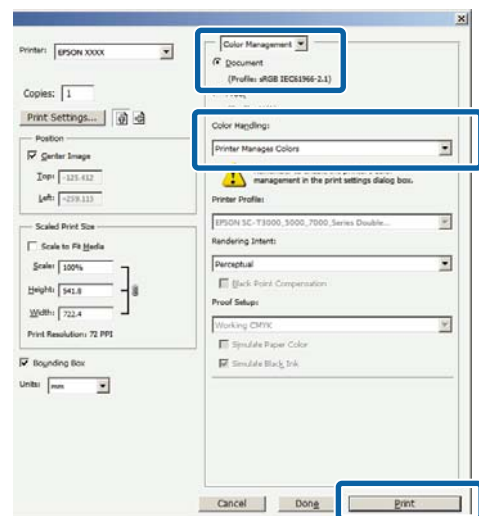 Printer: EPSON XXXX
Copies: 1
Print Settings...
Position
Center Image
Top: -125.412
Left: -259.115
Scaled Print Size
Scale to Fit Media
Scale: 100%
Height: 541.8
Width: 722.4
Print Resolution: 72 PPI
Bounding Box
Units: mm
Color Management
Document
(Profile: sRGB IEC61966-2.1)
Color Handling:
Printer Manages Colors
management in the print settings dialog box.
Printer Profile:
EPSON SC-T3000_5000_7000_Series Double...
Rendering Intent:
Perceptual
Black Point Compensation
Proof Setup:
Working CMYK
Simulate Paper Color
Simulate Black Ink
Cancel
Done
Print